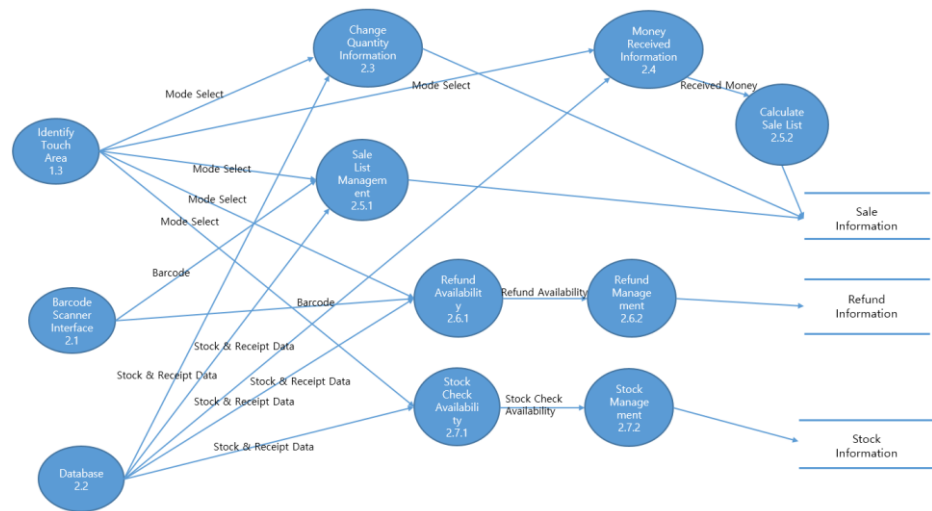 Change
Quantity
Information
2.3
Money
Received
Information
2.4
Mode Select
Mode Select
Received Money
Calculate
Sale List
2.5.2
Identify
Touch
Area
1.3
Sale
List
Managem
ent
2.5.1
Mode Select
Mode Select
Mode Select
Sale
Information
Barcode
Barcode
Refund
Availabilit
y
2.6.1
Refund Availability
Refund
Manage
ment
2.6.2
Refund
Information
Barcode
Scanner
Interface
2.1
Stock & Receipt Data
Stock & Receipt Data
Stock & Receipt Data
Stock & Receipt Data
Stock & Receipt Data
Stock
Check
Availabili
ty
2.7.1
Stock Check
Availability
Stock
Manage
ment
2.7.2
Stock
Information
Database
2.2